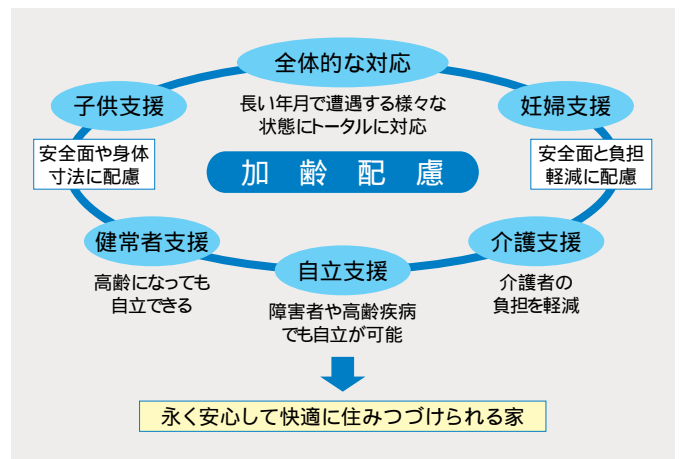 全体的な対応
長い年月で遭遇する様々な
状態にトータルに対応
子供支援
安全面や身体
寸法に配慮
妊婦支援
安全面と負担
軽減に配慮
加齢配慮
健常者支援
高齢になっても
自立できる
自立支援
障害者や高齢疾病
でも自立が可能
介護支援
介護者の
負担を軽減
永く安心して快適に住みつづけられる家